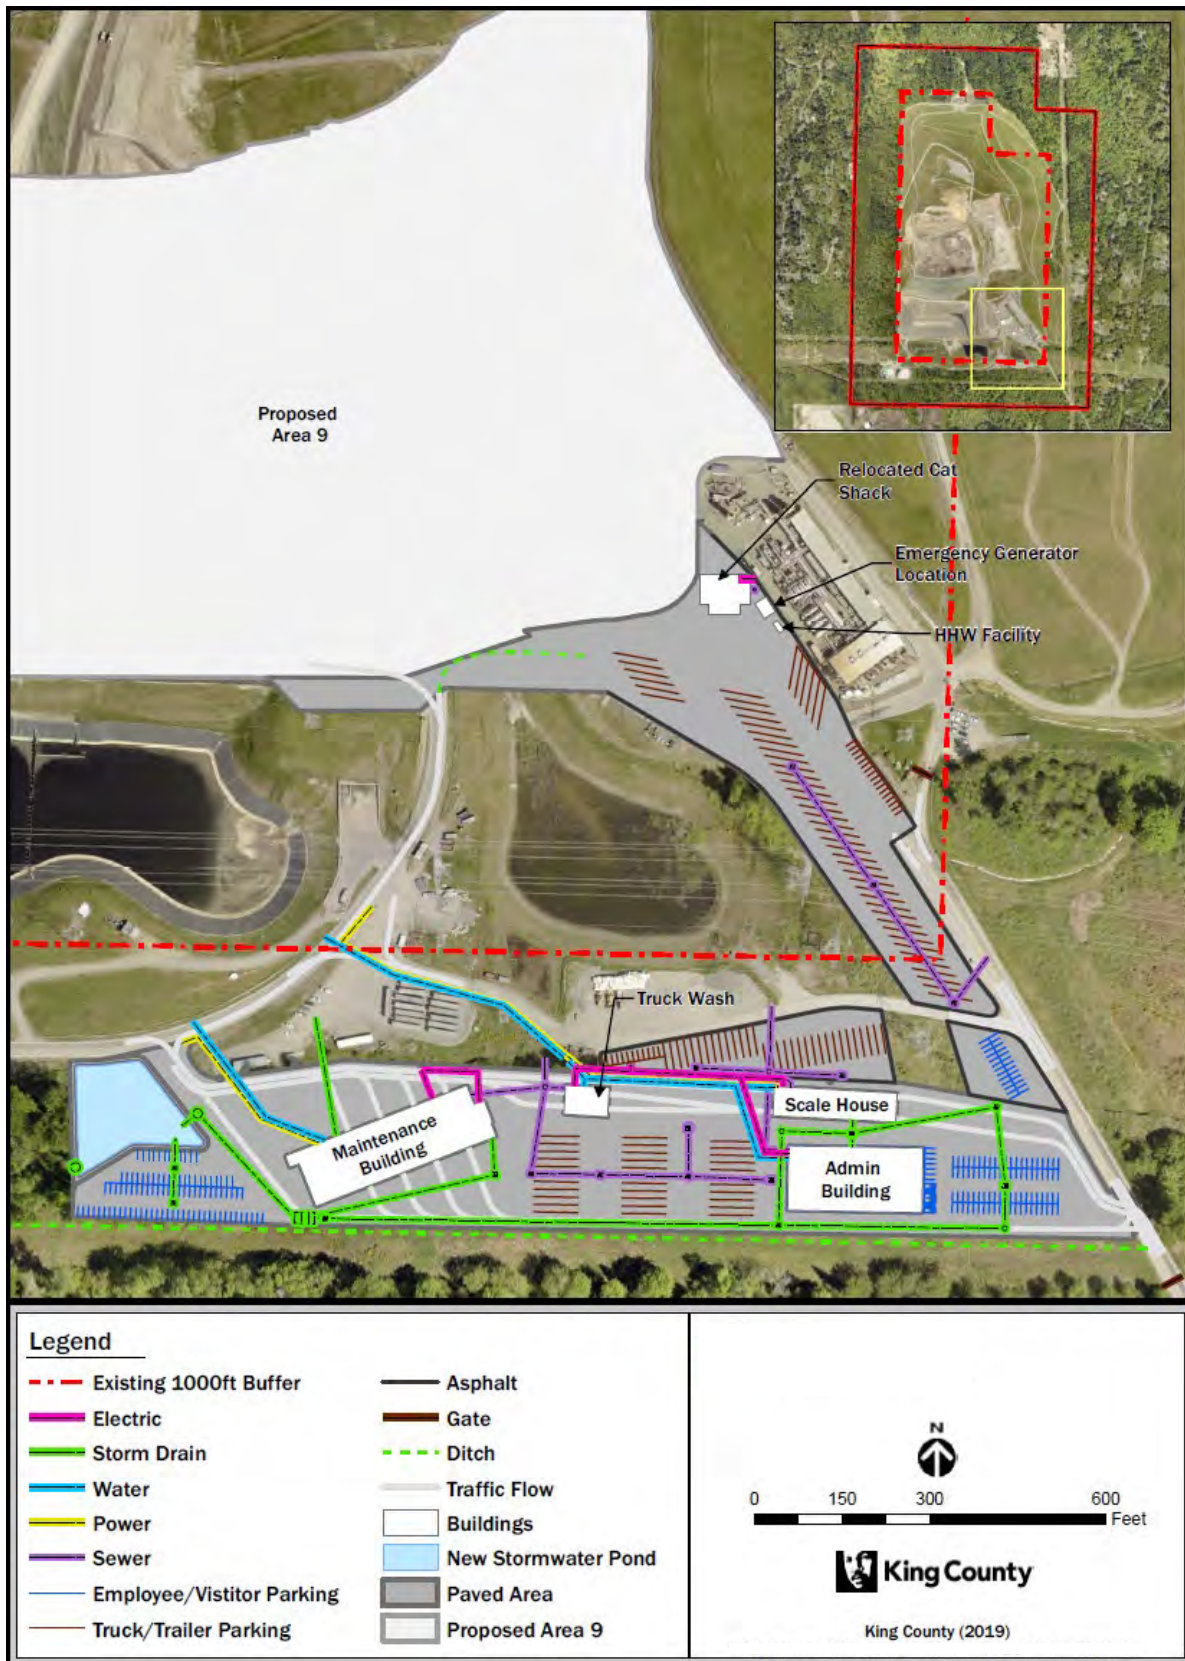 Proposed
Area 9
Relocated Cat
Shack
Emergency Generator
Location
HHW Facility
Truck Wash
Scale House
Maintenance
Building
Admin
Building
Legend
Existing 1000ft Buffer
Electric
Storm Drain
Water
Power
Sewer
Employee/Vistitor Parking
Truck/Trailer Parking
Asphalt
Gate
Ditch
Traffic Flow
Buildings
New Stormwater Pond
Paved Area
Proposed Area 9
N
0 150 300 600
Feet
King County
King County (2019)